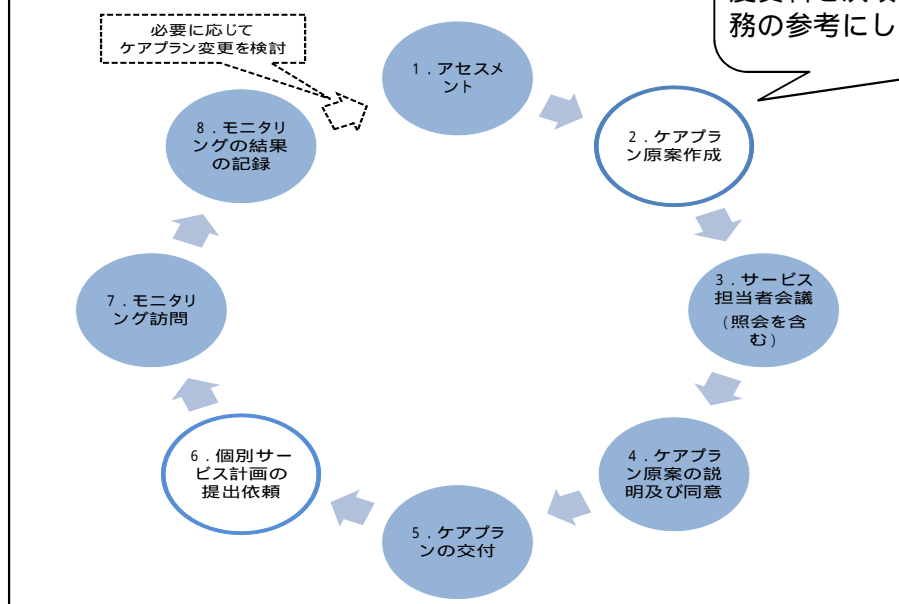 必要に応じて
ケアプラン変更を検討
務の参考にし
1．アセスメ
ント
2．ケアプラ
ン原案作成
3．サービス
担当者会議
（照会を含
む）
4．ケアプラ
ン原案の説
明及び同意
5．ケアプラ
ンの交付
6．個別サー
ビス計画の
提出依頼
7．モニタリ
ング訪問
8．モニタリ
ングの結果
の記録